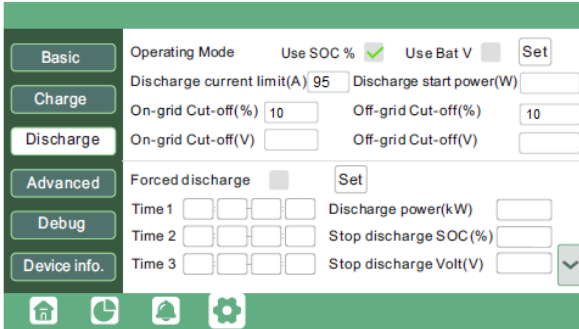 Basic
Charge
Discharge
Advanced
Debug
Device info.
Operating Mode Use SOC % Use Bat V Set
Discharge current limit(A) 95 Discharge start power(W)
On-grid Cut-off(%) 10 Off-grid Cut-off(%) 10
On-grid Cut-off(V) Off-grid Cut-off(V)
Forced discharge Set
Time 1 Discharge power(kW)
Time 2 Stop discharge SOC(%)
Time 3 Stop discharge Volt(V)